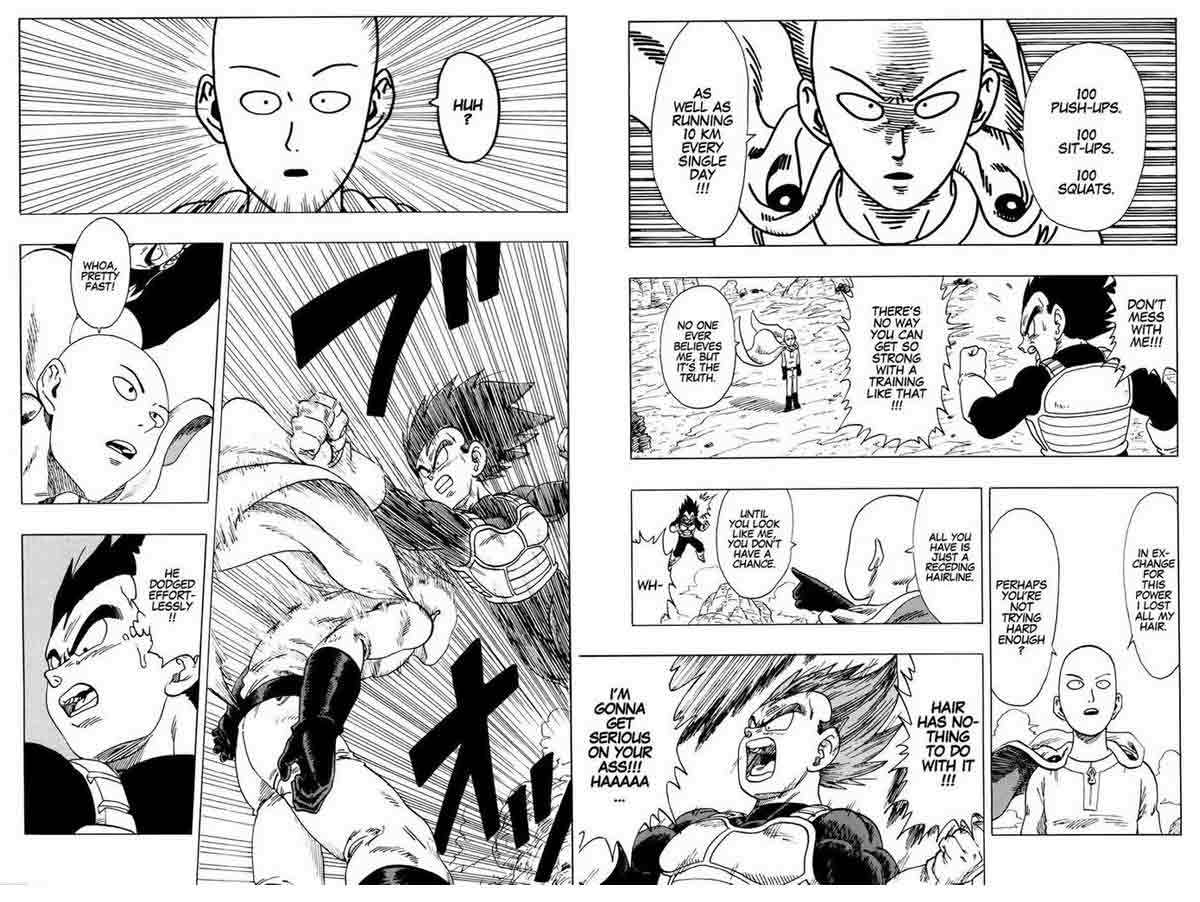 100
PUSH-UPS.
100
SIT-UPS.
100
SQUATS.
AS
WELL AS
RUNNING
10 KM
EVERY
SINGLE
DAY
!!!
DON'T
MESS
WITH
ME!!!
THERE'S
NO WAY
YOU CAN
GET SO
STRONG
WITH A
TRAINING
LIKE THAT
!!!
NO ONE
EVER
BELIEVES
ME, BUT
IT'S THE
TRUTH.
IN EX-
CHANGE
FOR
THIS
POWER
I LOST
ALL MY
HAIR.
PERHAPS
YOU'RE
NOT
TRYING
HARD
ENOUGH
?
ALL YOU
HAVE IS
JUST A
RECEDING
HAIRLINE.
UNTIL
YOU LOOK
LIKE ME,
YOU DON'T
HAVE A
CHANCE.
WH-
HAIR
HAS NO-
THING
TO DO
WITH IT
!!!
I'M
GONNA
GET
SERIOUS
ON YOUR
ASS!!!
HAAAAA
...
HUH
?
ブオッ
WHOA,
PRETTY
FAST!
HE
DODGED
EFFORT-
LESSLY
!!